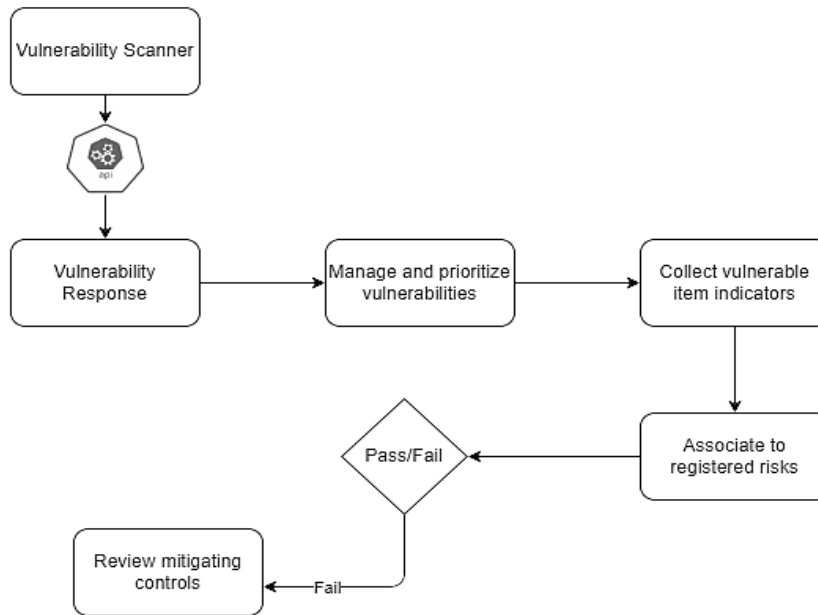 Vulnerability Scanner
api
Vulnerability
Response
Manage and prioritize
vulnerabilities
Collect vulnerable
item indicators
Associate to
registered risks
Pass/Fail
Fail
Review mitigating
controls